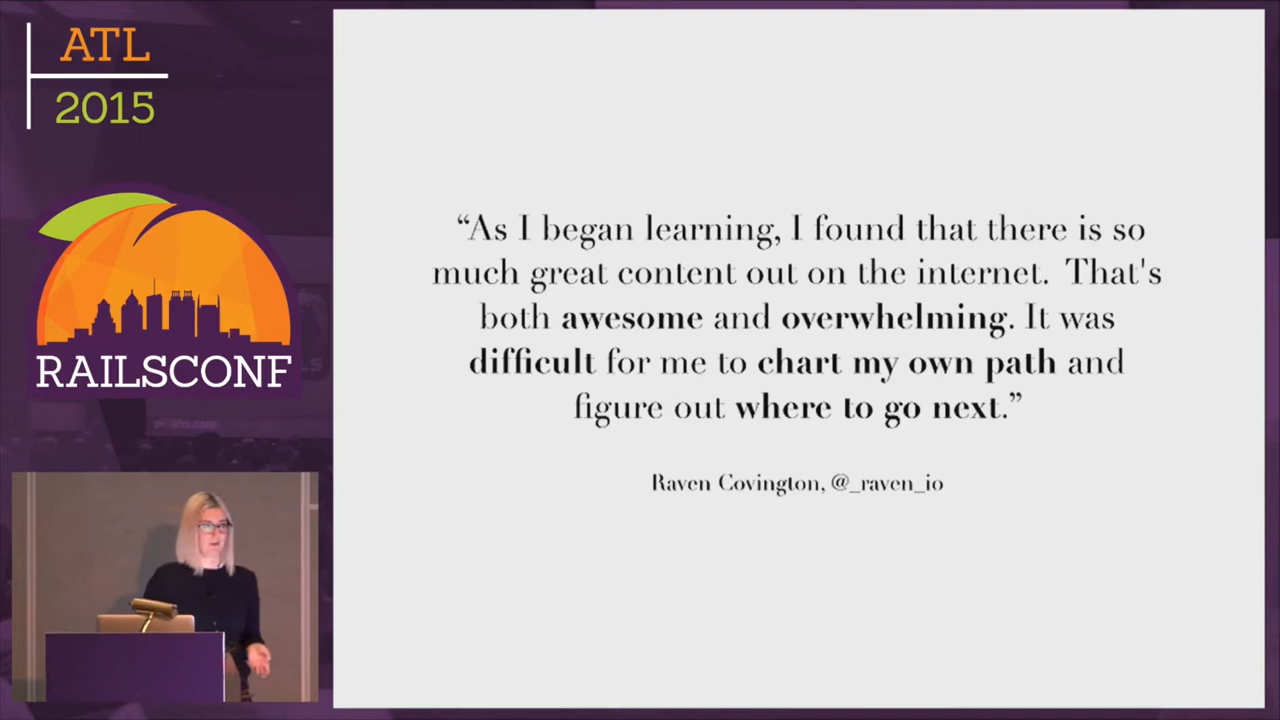 ATL
2015
RAILSCONF
“As I began learning, I found that there is so
much great content out on the internet.  That's
both awesome and overwhelming. It was
difficult for me to chart my own path and
figure out where to go next.”
Raven Covington, @_raven_io